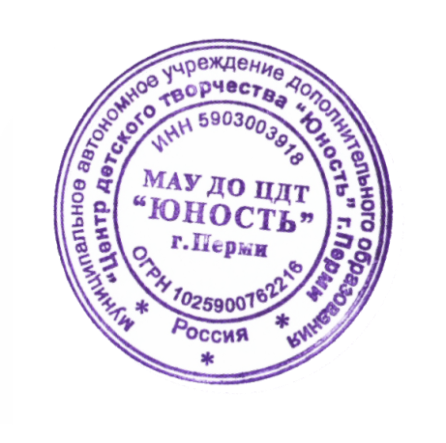 Муниципальное автономное учреждение дополнительного образования
"Центр детского творчества "Юность" г.Перми
ИНН 5903003918
МАУ ДО ЦДТ
"ЮНОСТЬ"
г.Перми
ОГРН 1025900762216
* Россия *
*